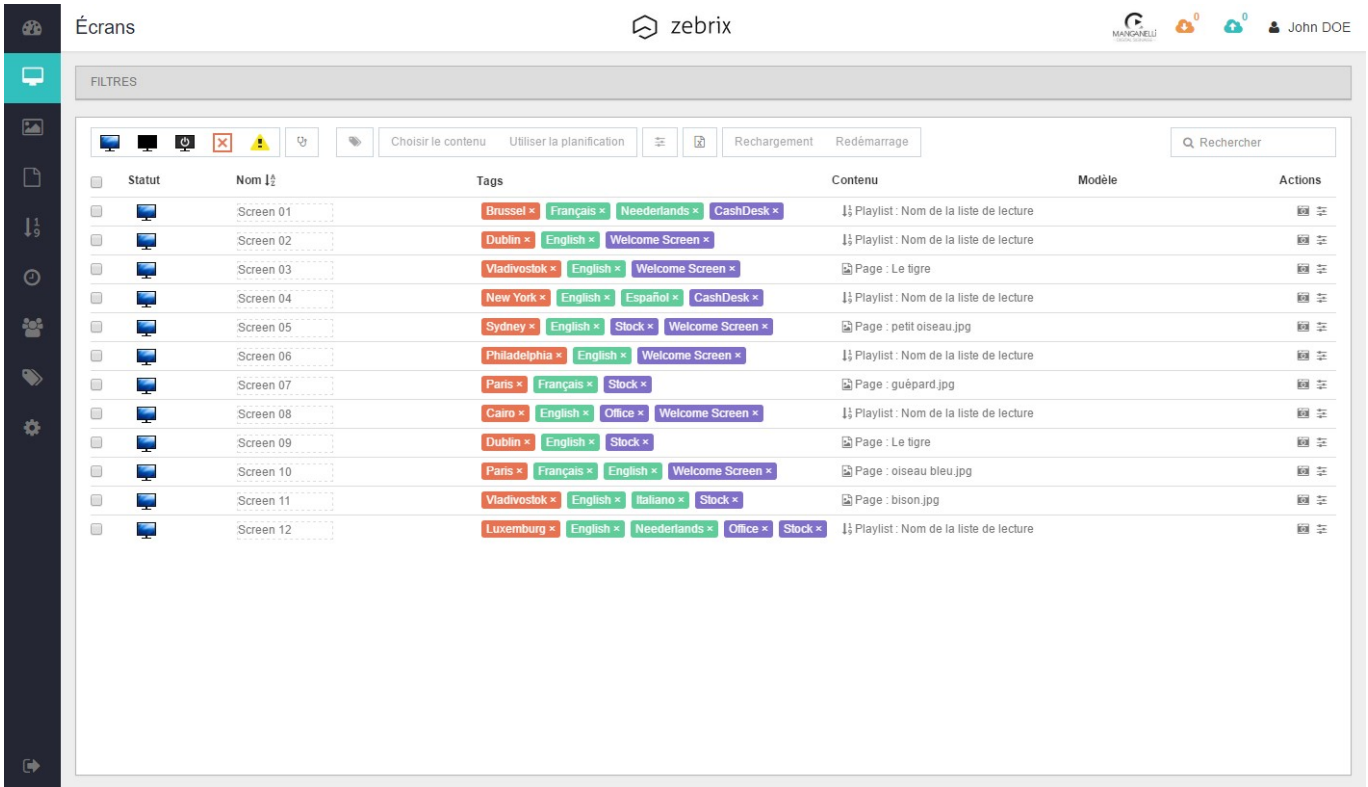 Écrans
zebrix
MANGANELLI
0
0
John DOE
FILTRES
Choisir le contenu Utiliser la planification Rechargement Redémarrage Rechercher
Statut Nom Tags Contenu Modèle Actions
Screen 01 Brussel × Français × Neederlands × CashDesk × Playlist : Nom de la liste de lecture
Screen 02 Dublin × English × Welcome Screen × Playlist : Nom de la liste de lecture
Screen 03 Vladivostok × English × Welcome Screen × Page : Le tigre
Screen 04 New York × English × Español × CashDesk × Playlist : Nom de la liste de lecture
Screen 05 Sydney × English × Stock × Welcome Screen × Page : petit oiseau.jpg
Screen 06 Philadelphia × English × Welcome Screen × Playlist : Nom de la liste de lecture
Screen 07 Paris × Français × Stock × Page : guépard.jpg
Screen 08 Cairo × English × Office × Welcome Screen × Playlist : Nom de la liste de lecture
Screen 09 Dublin × English × Stock × Page : Le tigre
Screen 10 Paris × Français × English × Welcome Screen × Page : oiseau bleu.jpg
Screen 11 Vladivostok × English × Italiano × Stock × Page : bison.jpg
Screen 12 Luxemburg × English × Neederlands × Office × Stock × Playlist : Nom de la liste de lecture